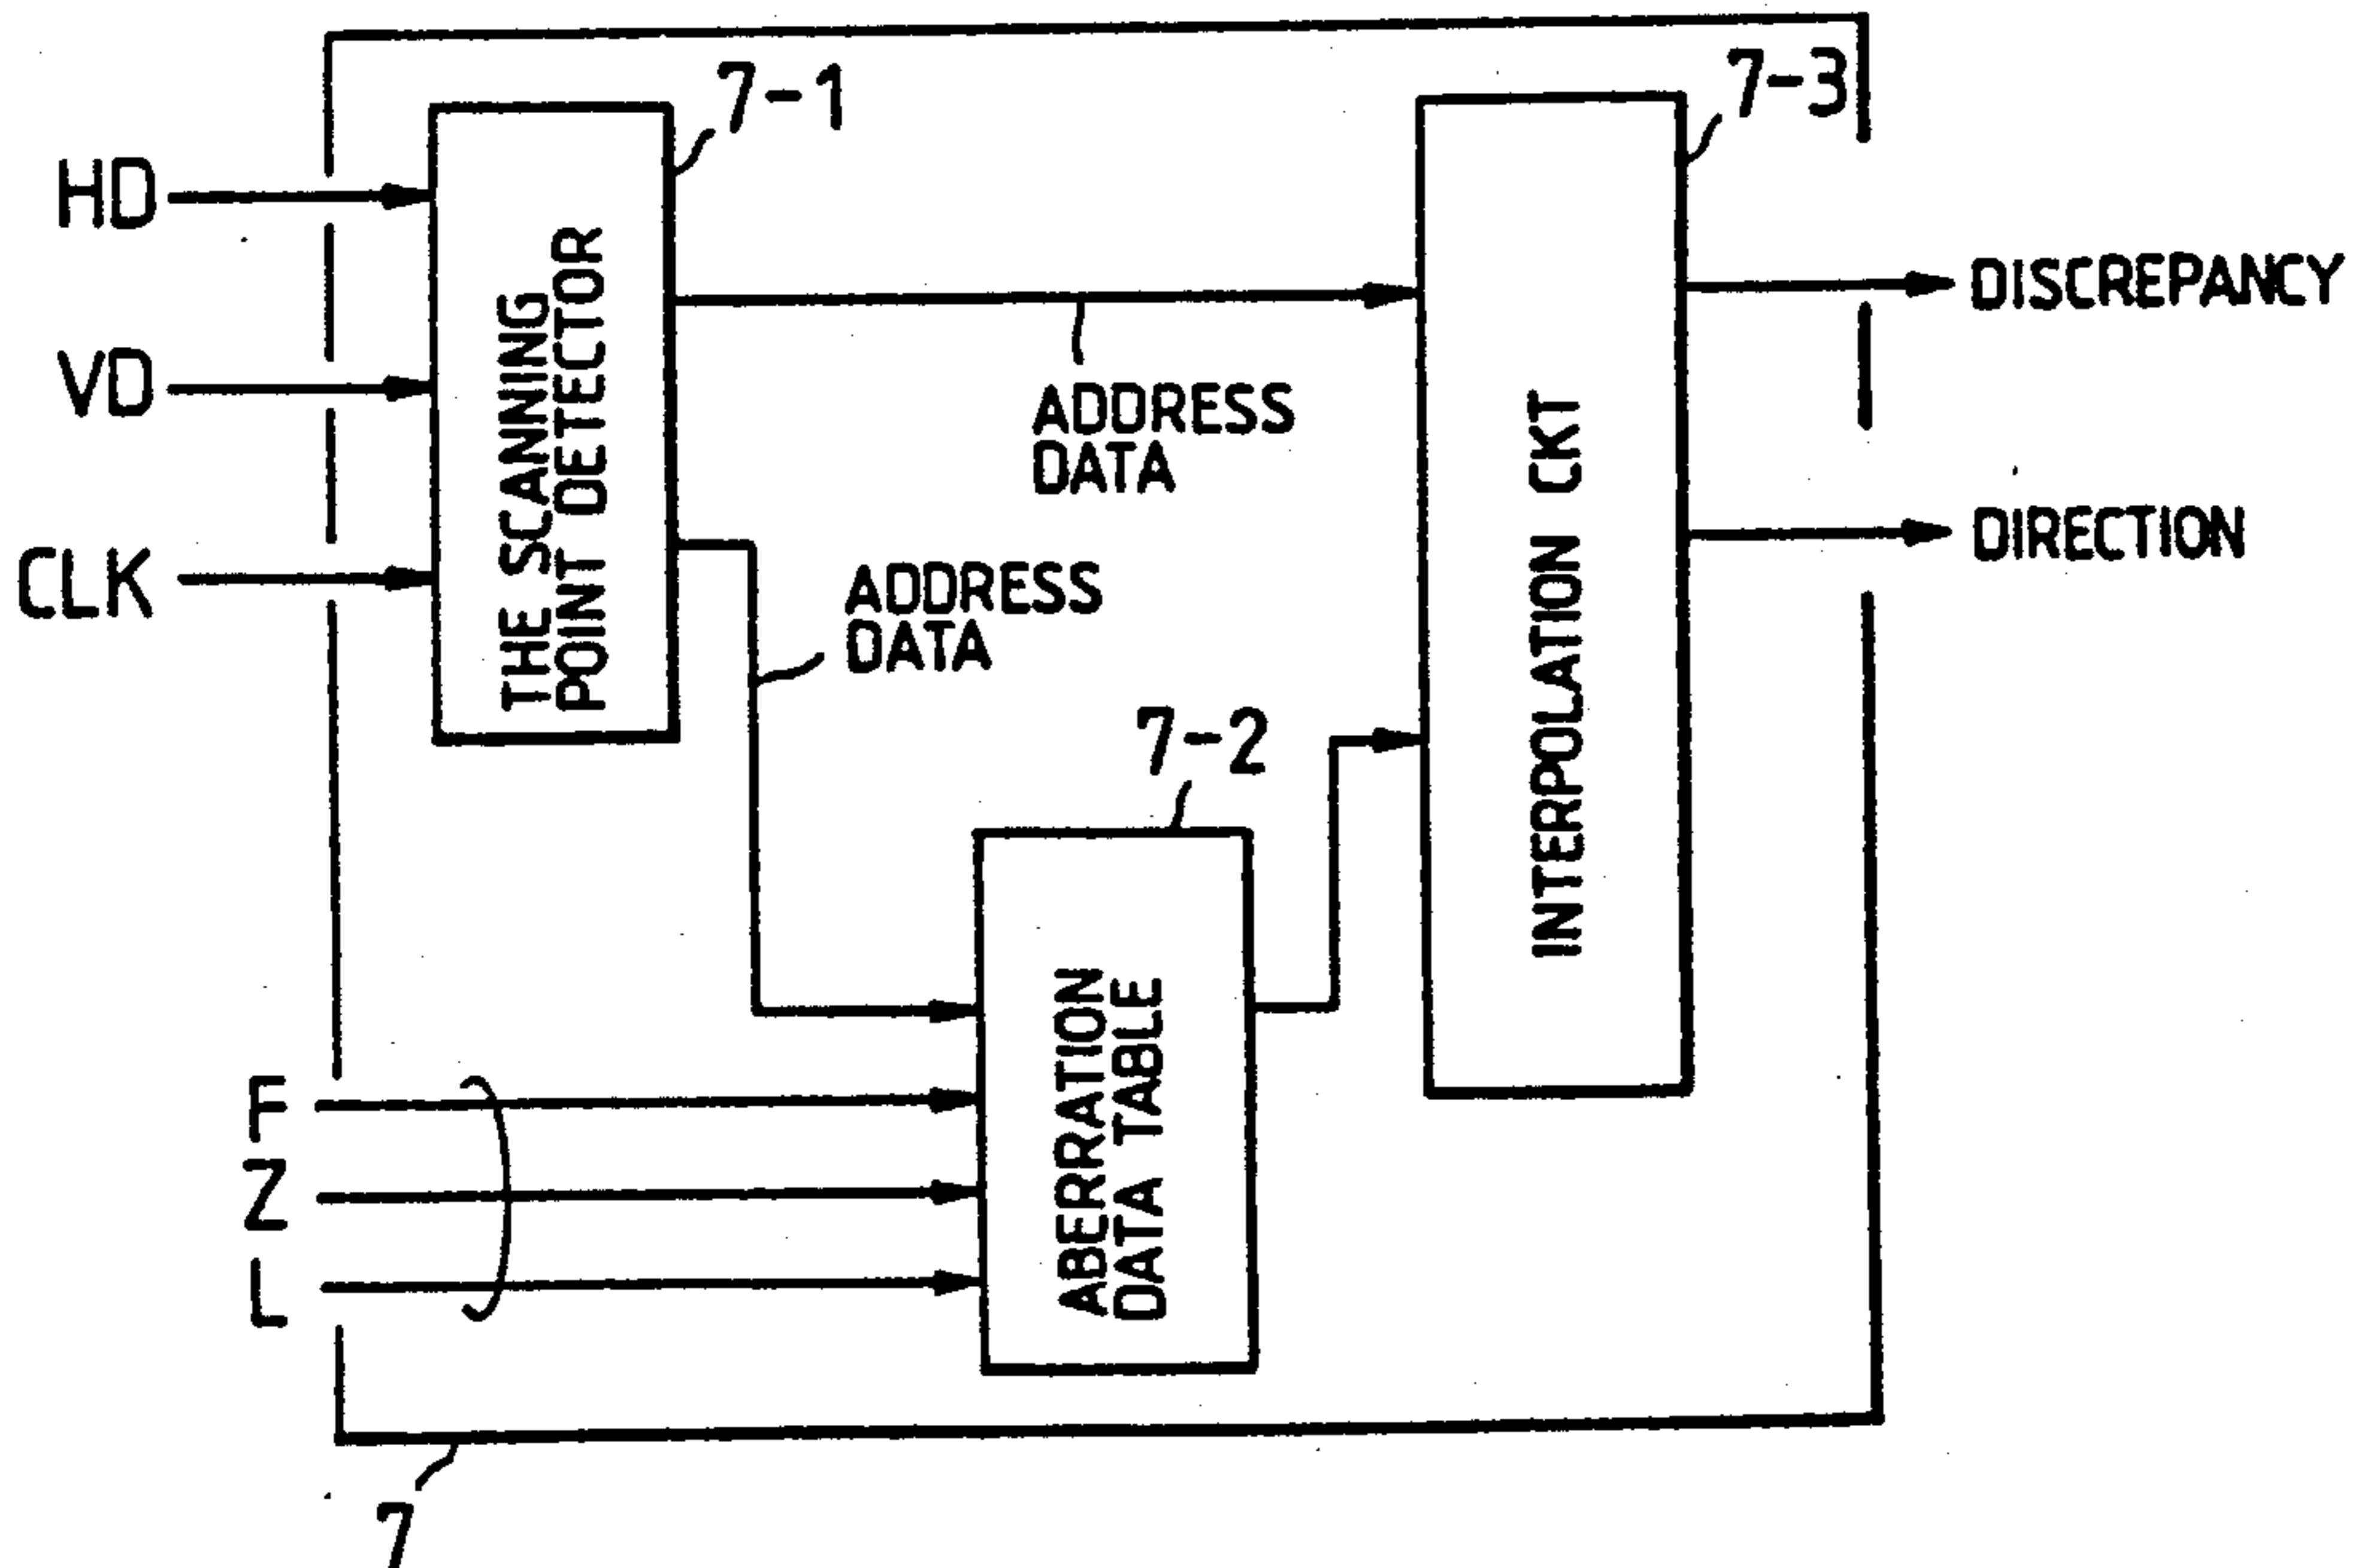 7-1
7-3
HD
VD
CLK
THE SCANNING
POINT DETECTOR
ADDRESS
DATA
ADDRESS
DATA
INTERPOLATION CKT
DISCREPANCY
DIRECTION
7-2
ABERRATION
DATA TABLE
F
Z
L
7